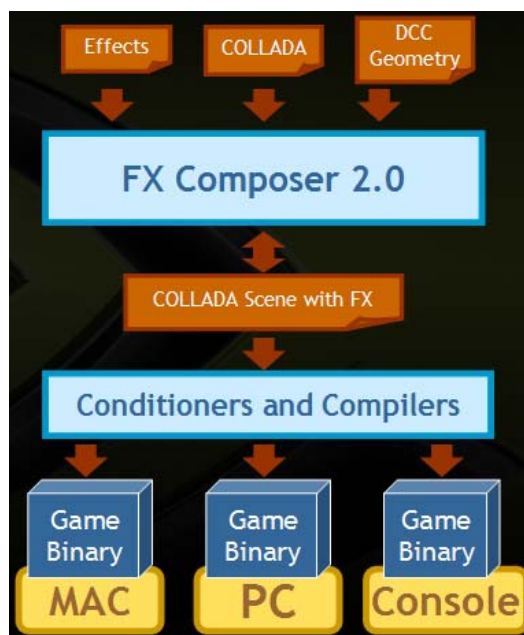 Effects
COLLADA
DCC
Geometry
FX Composer 2.0
COLLADA Scene with FX
Conditioners and Compilers
Game
Binary
Game
Binary
Game
Binary
MAC
PC
Console